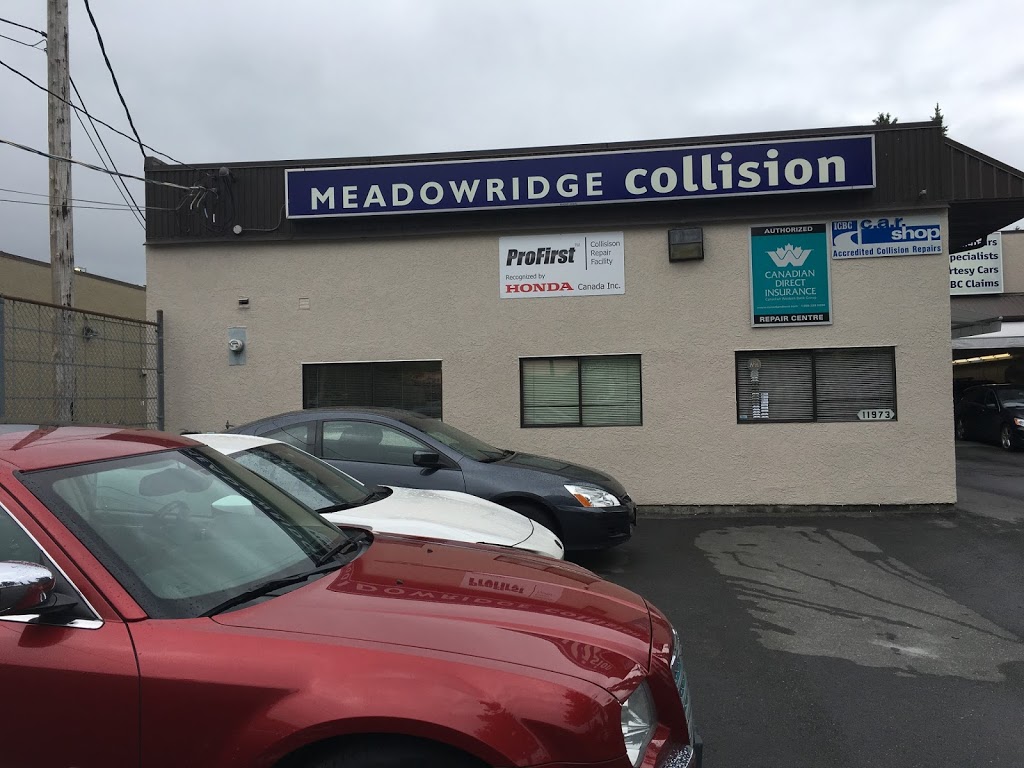 MEADOWRIDGE collision
ProFirst
Collisison
Repair
Facility
Recognized by
HONDA Canada Inc.
AUTHORIZED
CANADIAN
DIRECT
INSURANCE
REPAIR CENTRE
ICBC
c.a.r.
shop
Accredited Collision Repairs
pecialists
rtesy Cars
BC Claims
11973